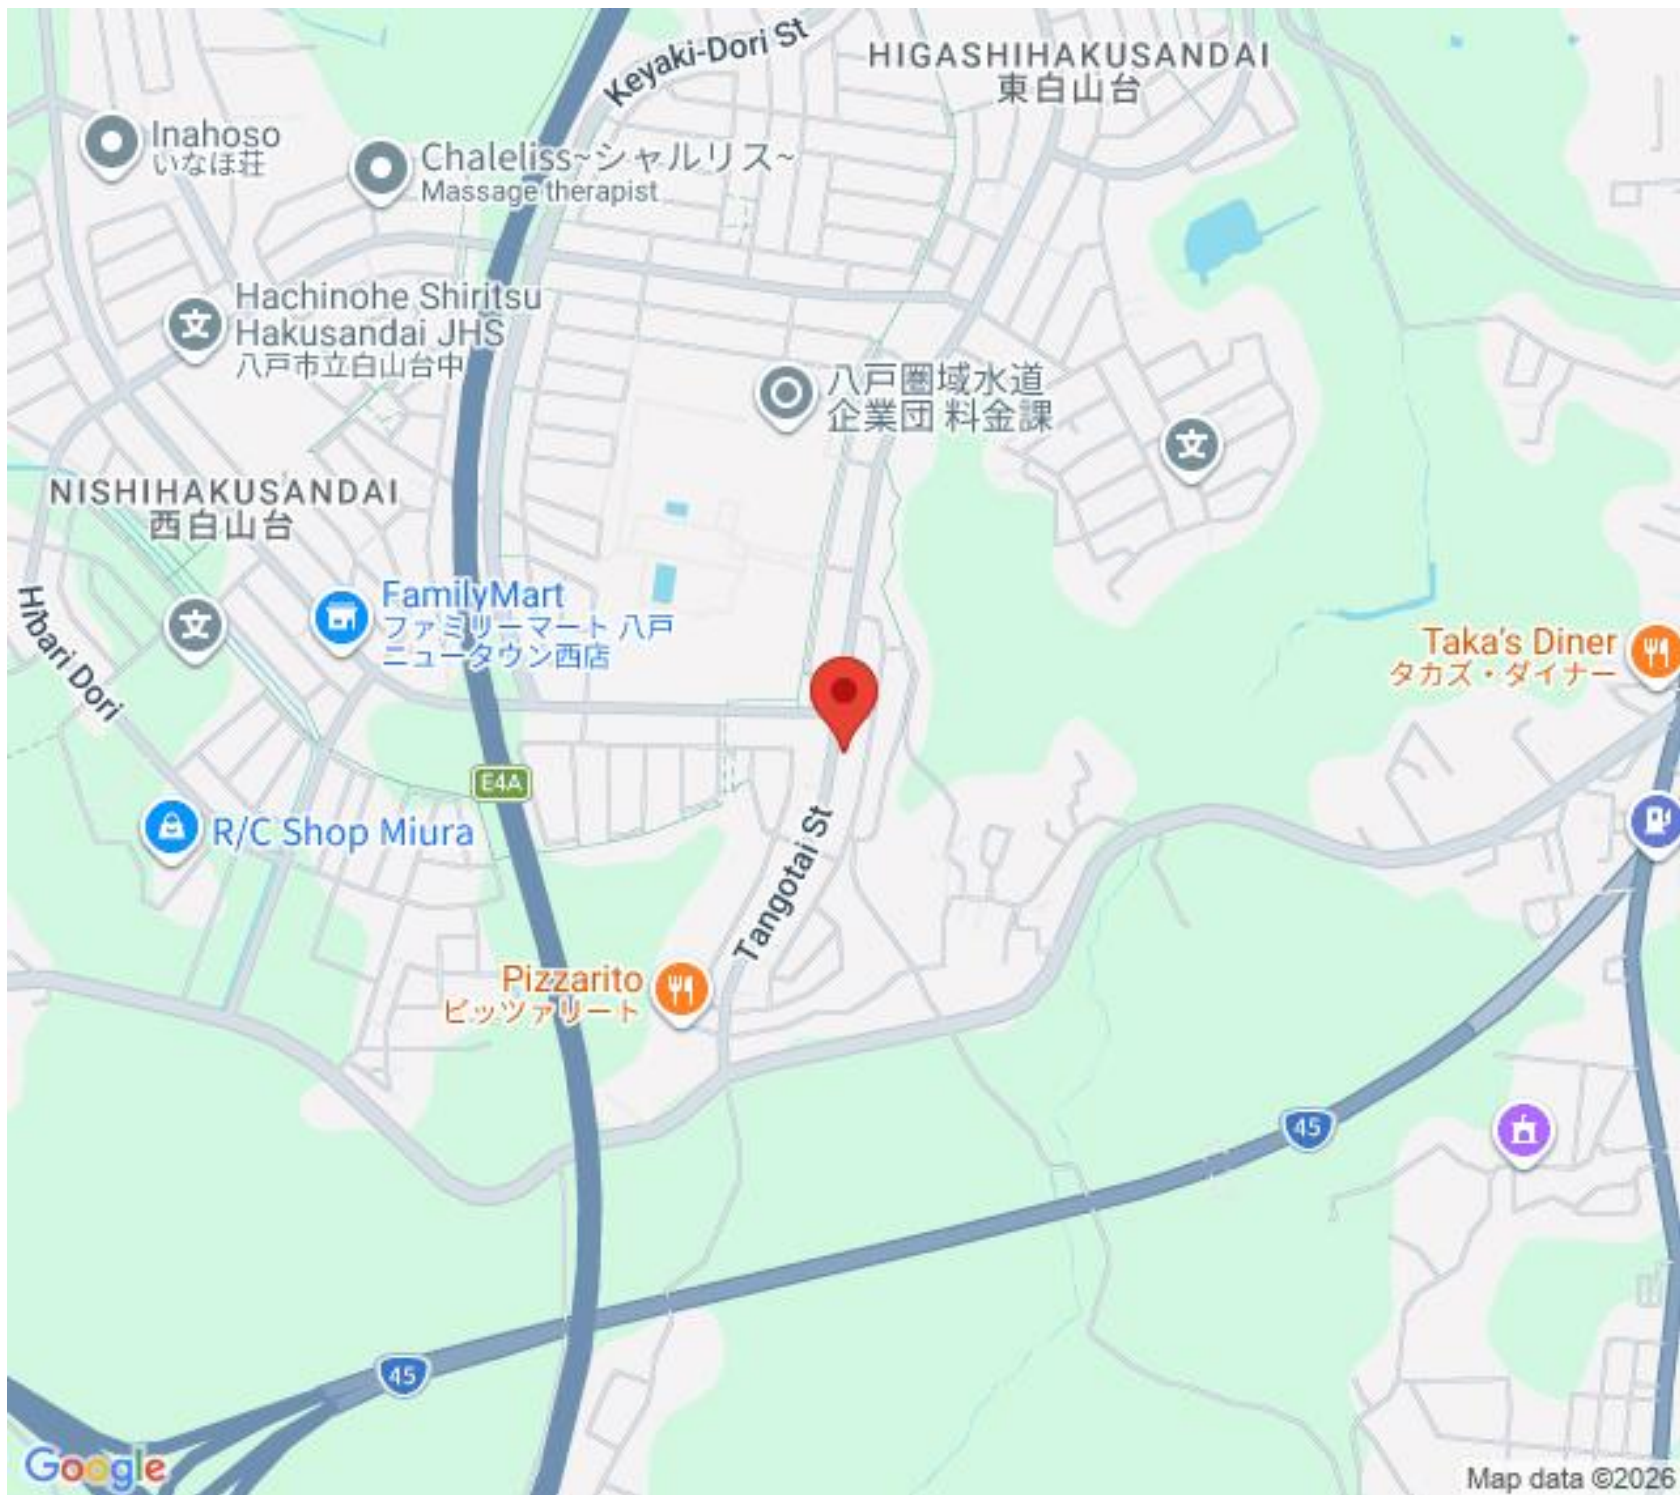 Keyaki-Dori St
HIGASHIHAKUSANDAI
東白山台
Inahoso
いなほ荘
Chaleliss~シャルリス~
Massage therapist
Hachinohe Shiritsu
Hakusandai JHS
八戸市立白山台中
八戸圏域水道
企業団 料金課
NISHIHAKUSANDAI
西白山台
FamilyMart
ファミリーマート 八戸
ニュータウン西店
Hibari Dori
Taka's Diner
タカズ・ダイナー
E4A
R/C Shop Miura
Tangotai St
Pizzarito
ピッツァリート
45
45
Google
Map data ©2026
文
文
文